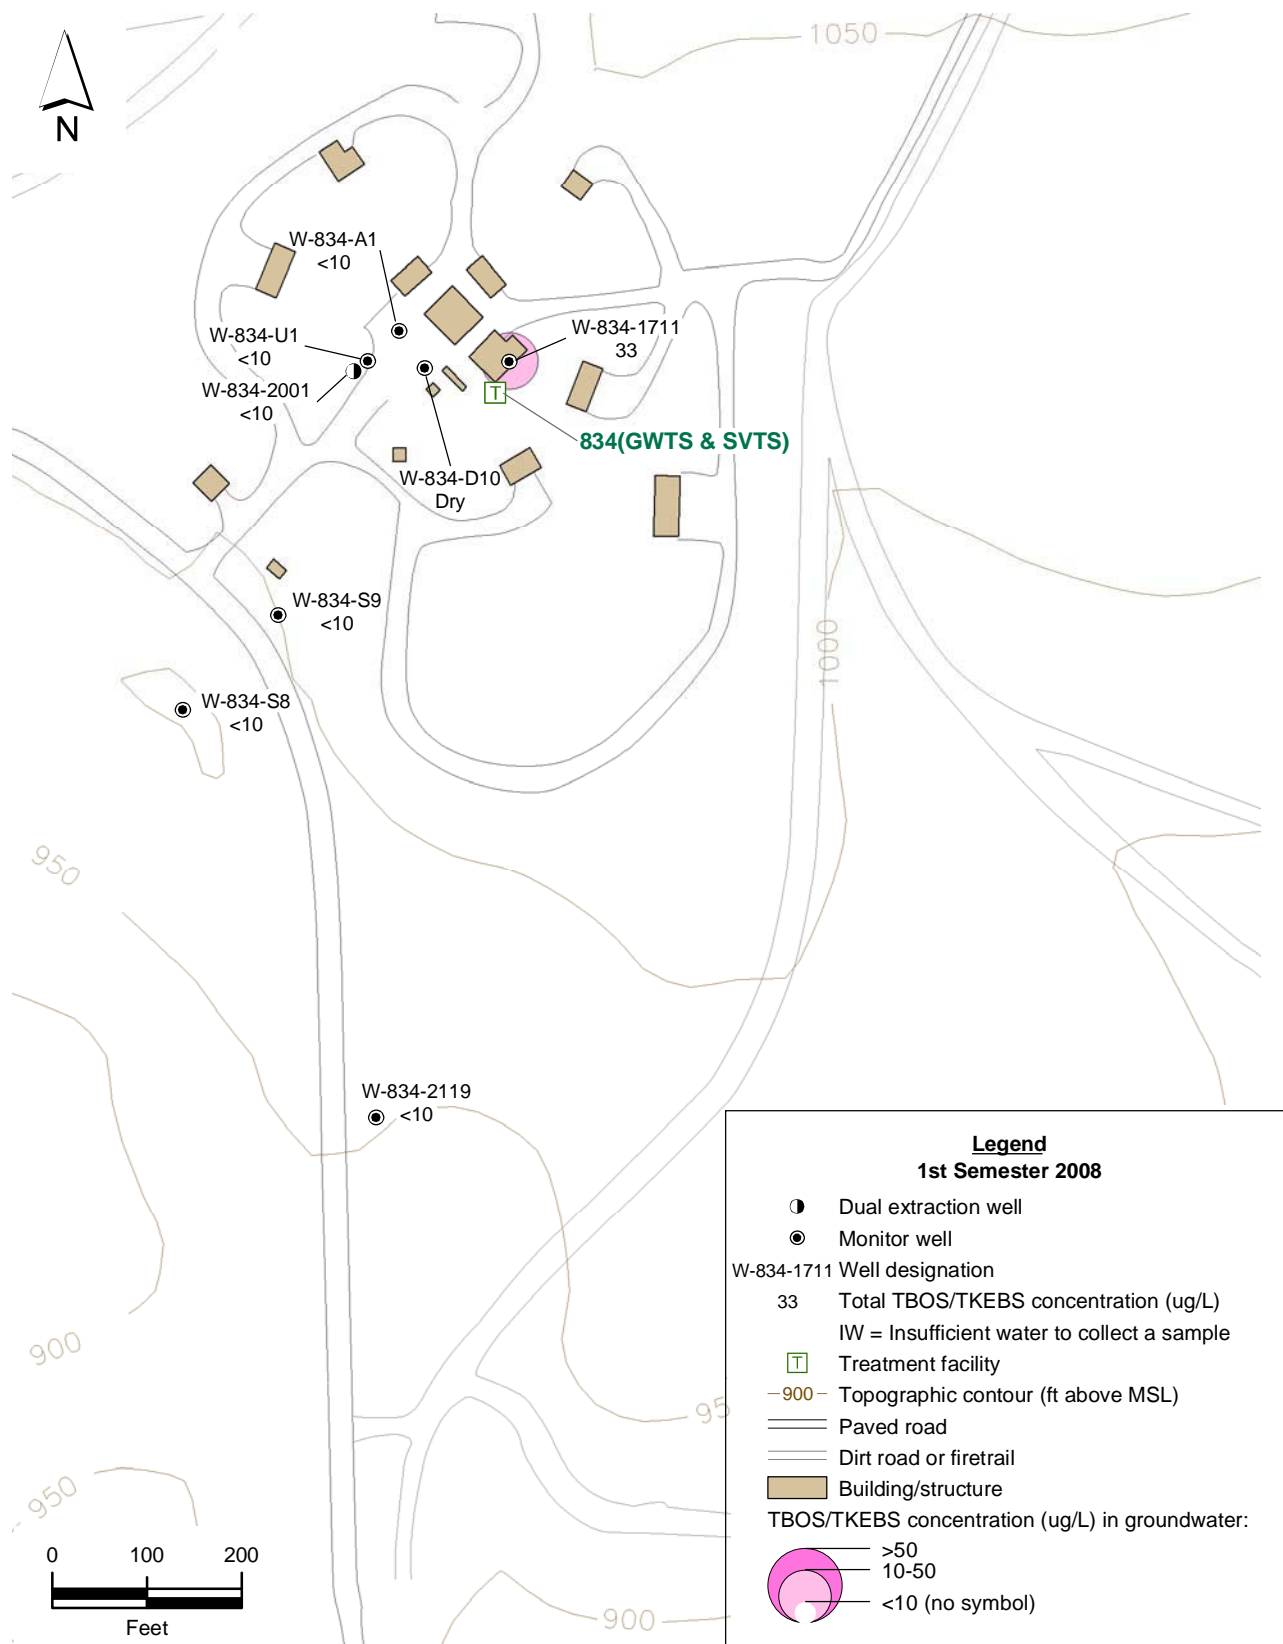 1050
N
W-834-A1
<10
W-834-U1
<10
W-834-1711
33
W-834-2001
<10
T
834(GWTS & SVTS)
W-834-D10
Dry
W-834-S9
<10
1000
W-834-S8
<10
950
W-834-2119
<10
900
95
950
900
0 100 200
Feet
Legend
1st Semester 2008
Dual extraction well
Monitor well
W-834-1711 Well designation
33 Total TBOS/TKEBS concentration (ug/L)
IW = Insufficient water to collect a sample
T Treatment facility
900 Topographic contour (ft above MSL)
Paved road
Dirt road or firetrail
Building/structure
TBOS/TKEBS concentration (ug/L) in groundwater:
>50
10-50
<10 (no symbol)